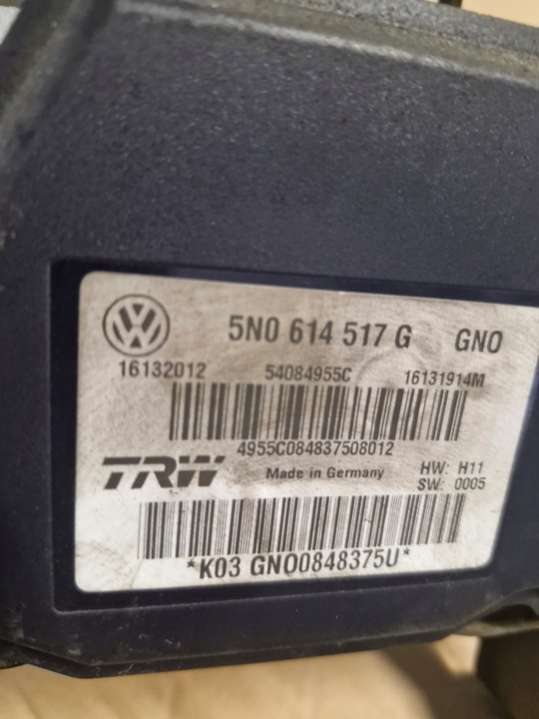 5N0 614 517 G GNO
16132012 54084955C 16131914M
4955C084837508012
TRW Made in Germany HW: H11
SW: 0005
*K03 GNO0848375U*